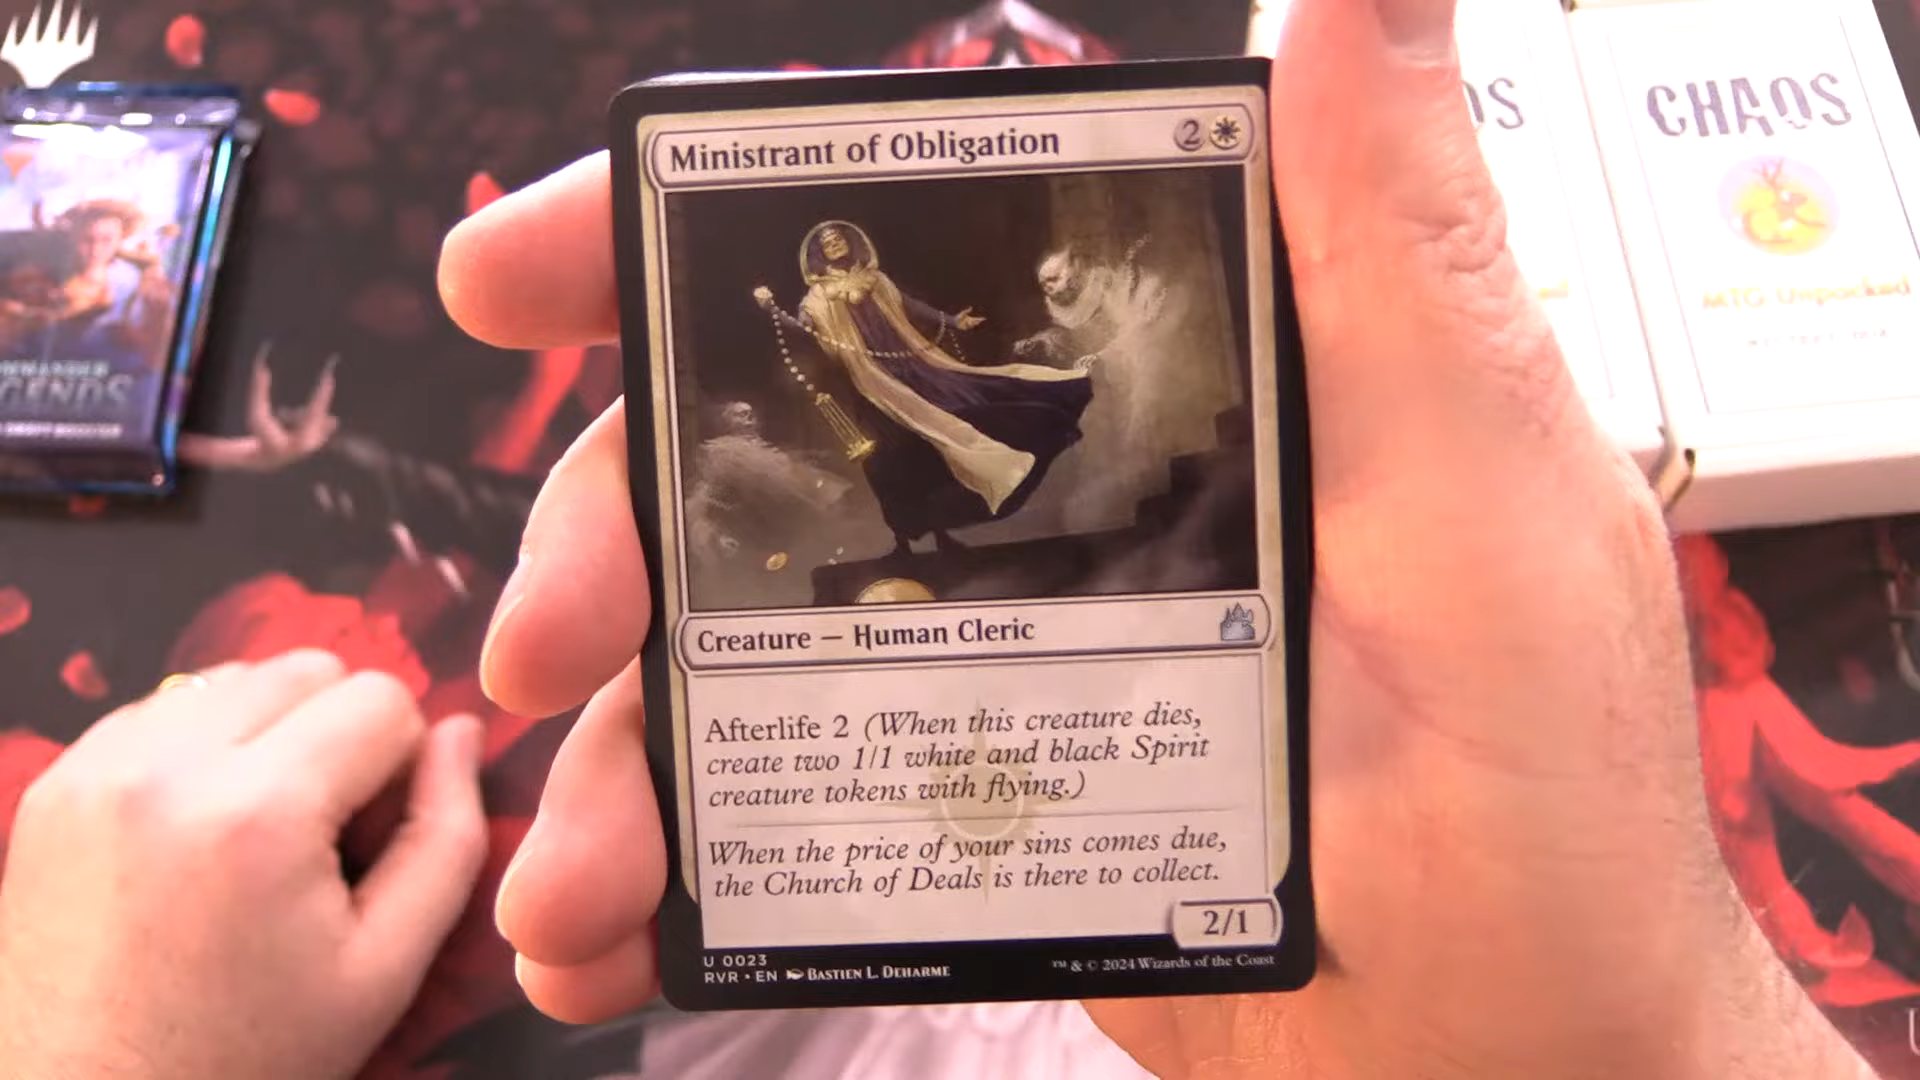 Ministrant of Obligation 2
Creature — Human Cleric
Afterlife 2 (When this creature dies,
create two 1/1 white and black Spirit
creature tokens with flying.)
When the price of your sins comes due,
the Church of Deals is there to collect.
2/1
U 0023
RVR • EN Bastien L. Deharme
™ & © 2024 Wizards of the Coast
CHAOS
MTG Unpacked